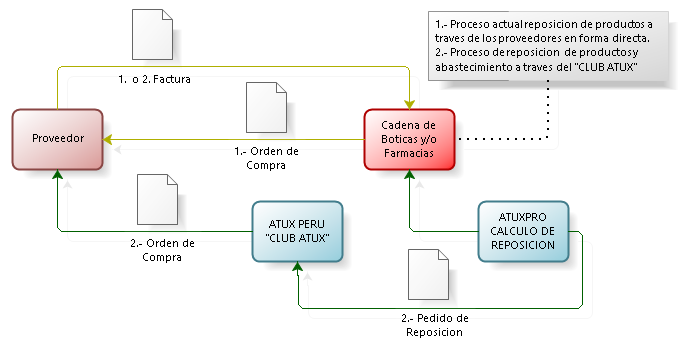 1.- Proceso actual reposicion de productos a
traves de los proveedores en forma directa.
2.- Proceso de reposicion de productos y
abastecimiento a traves del "CLUB ATUX"
1. o 2. Factura
Proveedor
Cadena de
Boticas y/o
Farmacias
1.- Orden de
Compra
ATUX PERU
"CLUB ATUX"
ATUXPRO
CALCULO DE
REPOSICION
2.- Orden de
Compra
2.- Pedido de
Reposicion